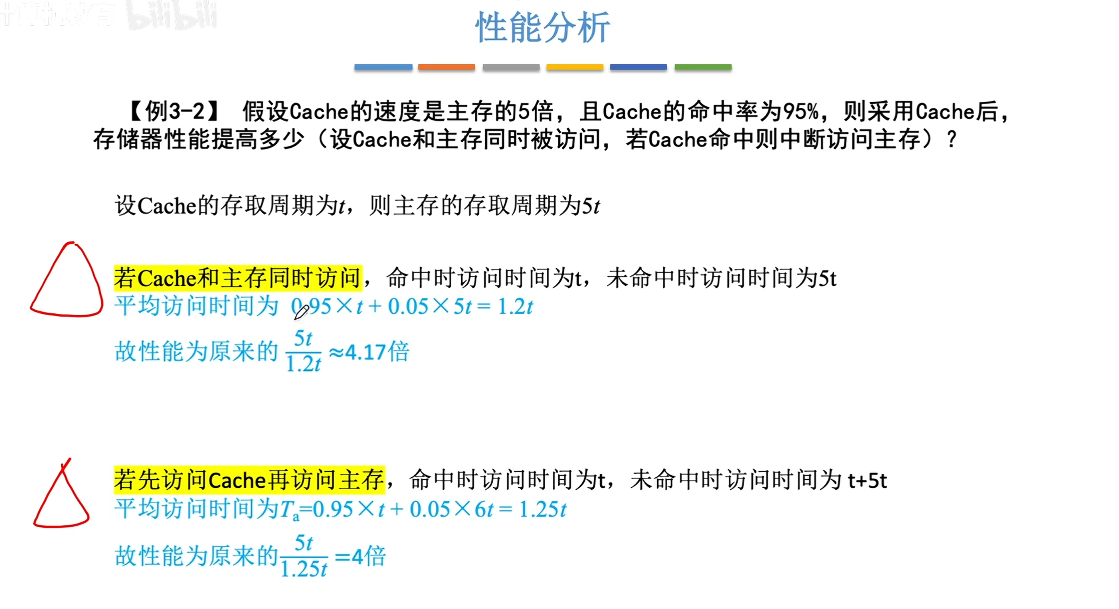 bilibili
性能分析
【例3-2】 假设Cache的速度是主存的5倍，且Cache的命中率为95%，则采用Cache后，
存储器性能提高多少（设Cache和主存同时被访问，若Cache命中则中断访问主存）？
设Cache的存取周期为t，则主存的存取周期为5t
若Cache和主存同时访问，命中时访问时间为t，未命中时访问时间为5t
平均访问时间为 0.95×t + 0.05×5t = 1.2t
故性能为原来的 5t/1.2t ≈4.17倍
若先访问Cache再访问主存，命中时访问时间为t，未命中时访问时间为 t+5t
平均访问时间为Ta=0.95×t + 0.05×6t = 1.25t
故性能为原来的 5t/1.25t =4倍